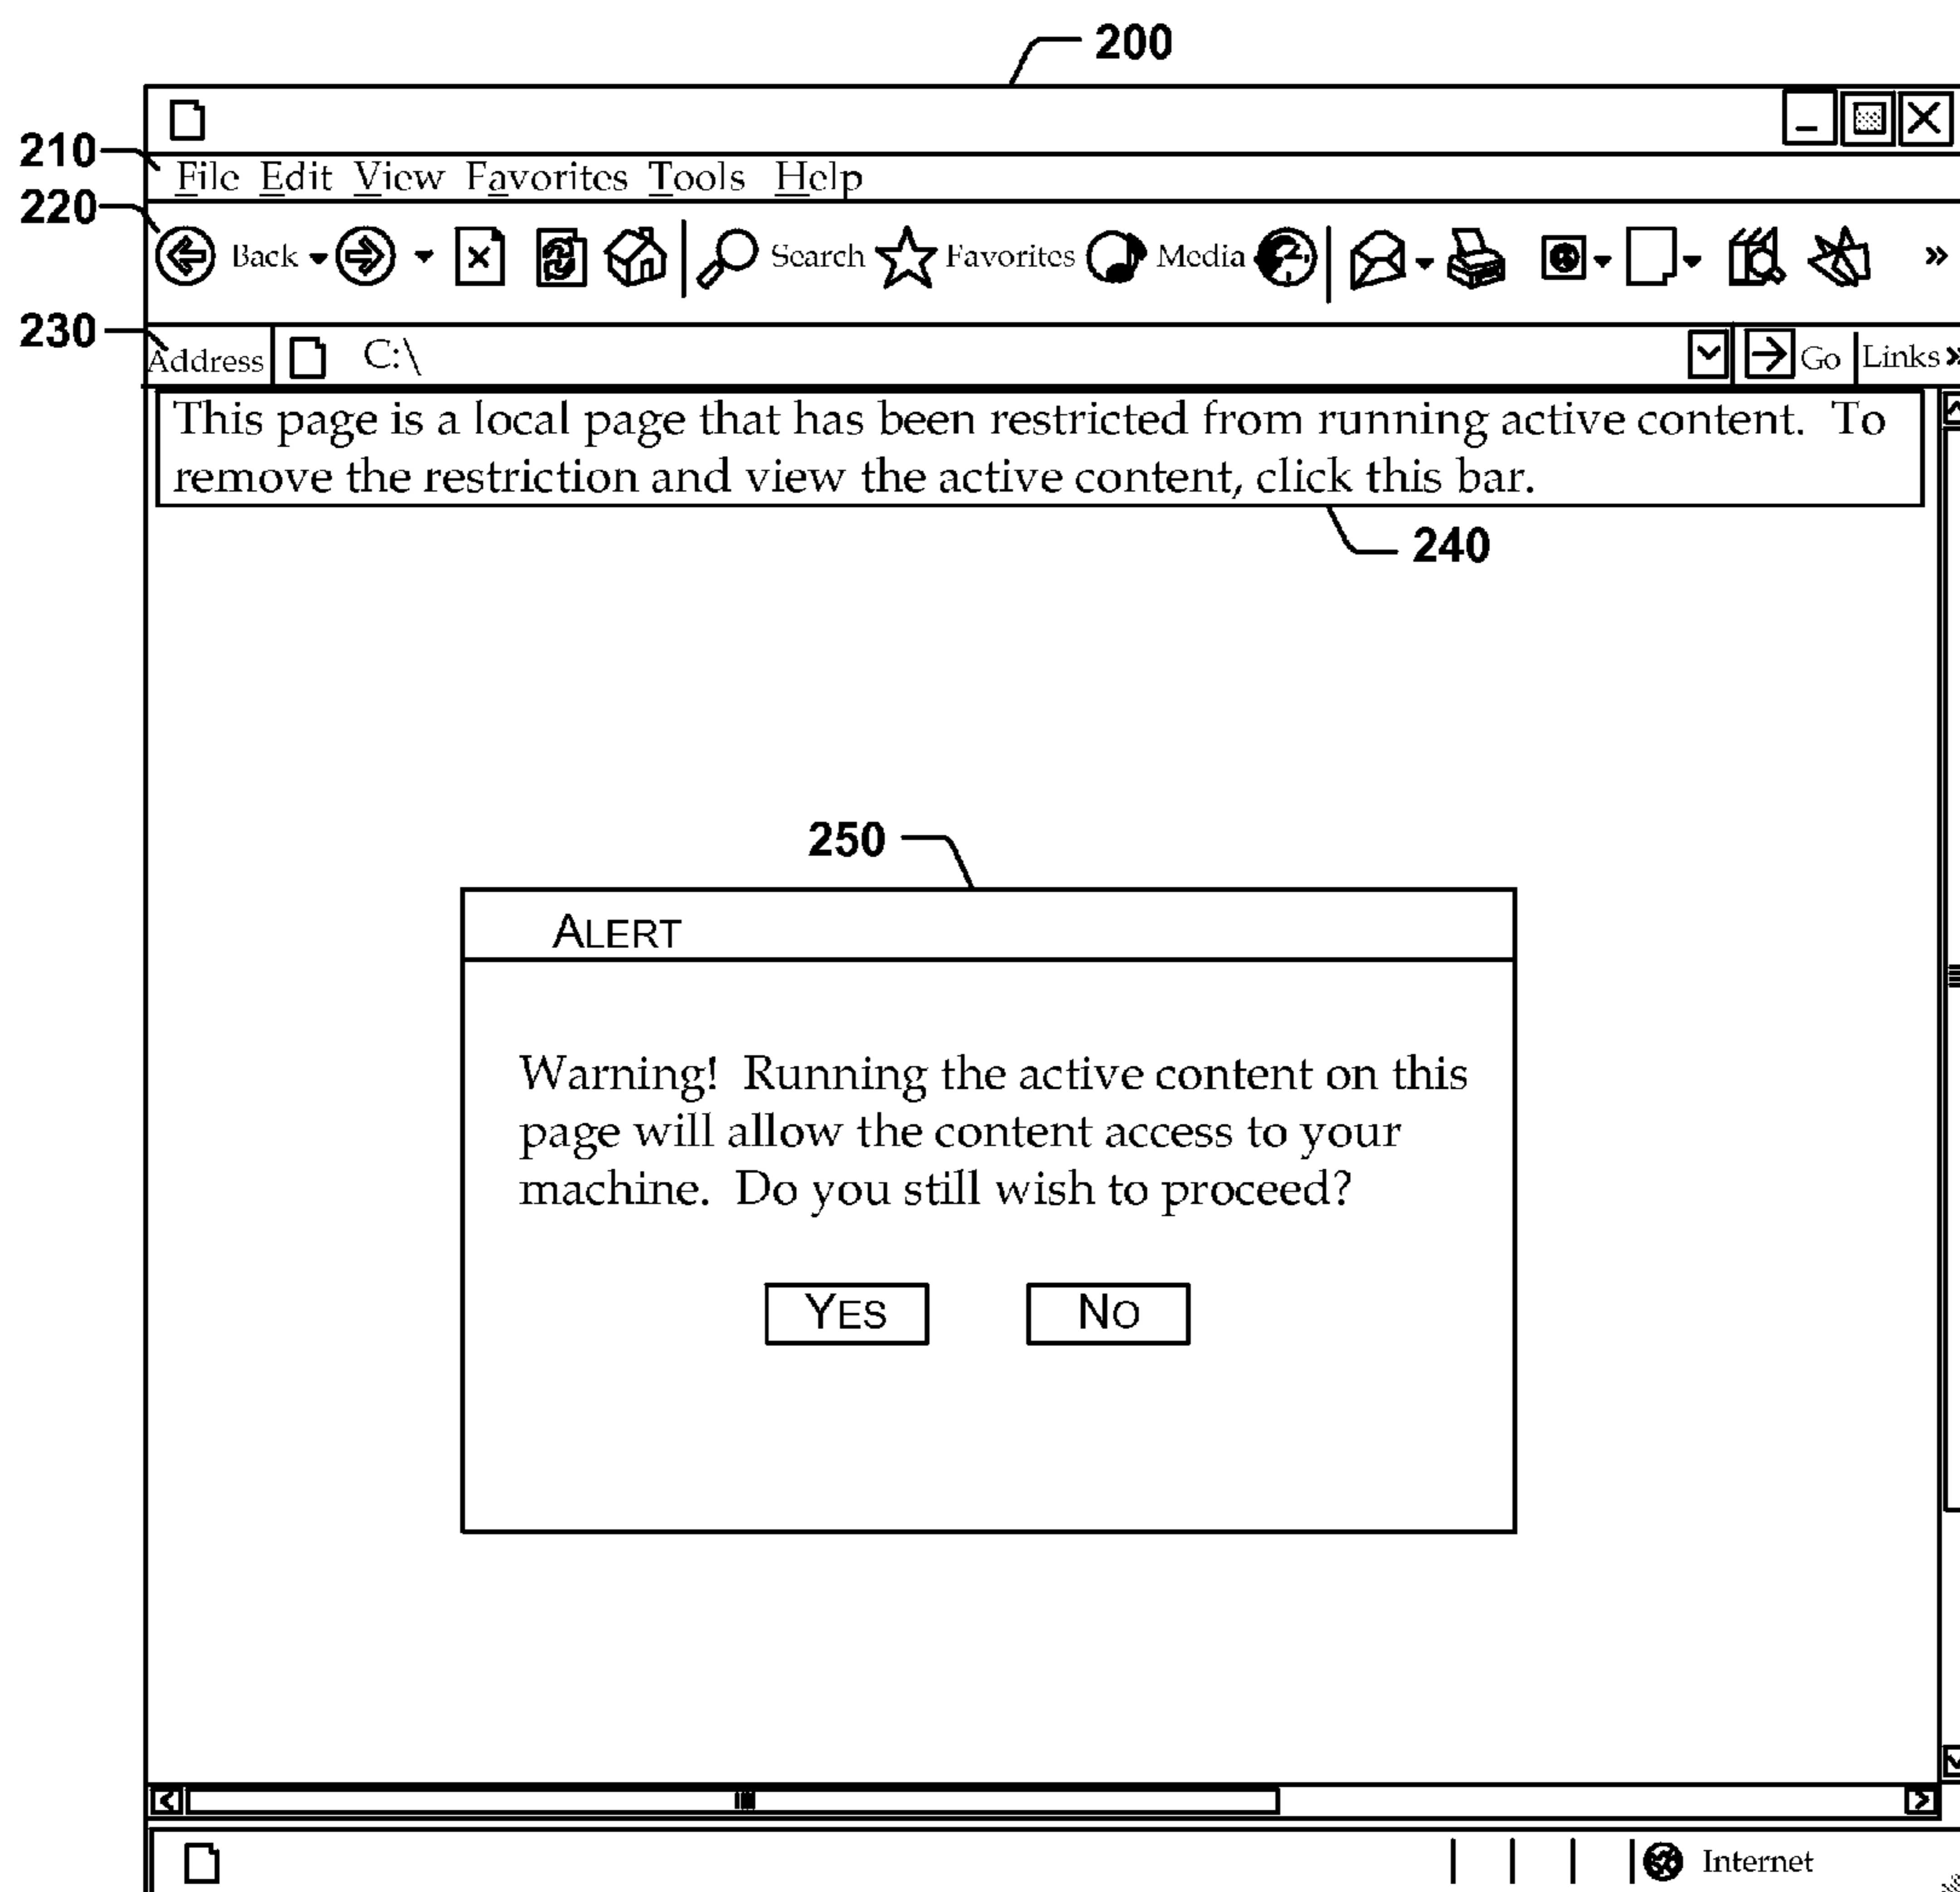 200
210
File Edit View Favorites Tools Help
220
Back Search Favorites Media
»
230
Address C:\ Go Links »
This page is a local page that has been restricted from running active content. To
remove the restriction and view the active content, click this bar.
240
250
ALERT
Warning! Running the active content on this
page will allow the content access to your
machine. Do you still wish to proceed?
YES NO
Internet